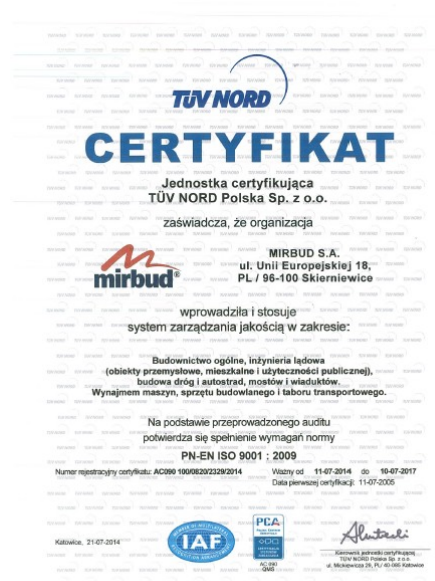 TÜV NORD
CERTYFIKAT
Jednostka certyfikująca
TÜV NORD Polska Sp. z o.o.
zaświadcza, że organizacja
mirbud®
MIRBUD S.A.
ul. Unii Europejskiej 18,
PL / 96-100 Skierniewice
wprowadziła i stosuje
system zarządzania jakością w zakresie:
Budownictwo ogólne, inżynieria lądowa
(obiekty przemysłowe, mieszkalne i użyteczności publicznej),
budowa dróg i autostrad, mostów i wiaduktów.
Wynajmem maszyn, sprzętu budowlanego i taboru transportowego.
Na podstawie przeprowadzonego auditu
potwierdza się spełnienie wymagań normy
PN-EN ISO 9001 : 2009
Numer rejestracyjny certyfikatu: AC090 100/0820/2329/2014 Ważny od 11-07-2014 do 10-07-2017
Data pierwszej certyfikacji: 11-07-2005
Katowice, 21-07-2014
IAF
PCA
AC 090
QMS
Kierownik jednostki certyfikującej
TÜV NORD Polska Sp. z o.o.
ul. Mickiewicza 29, PL/ 40-085 Katowice